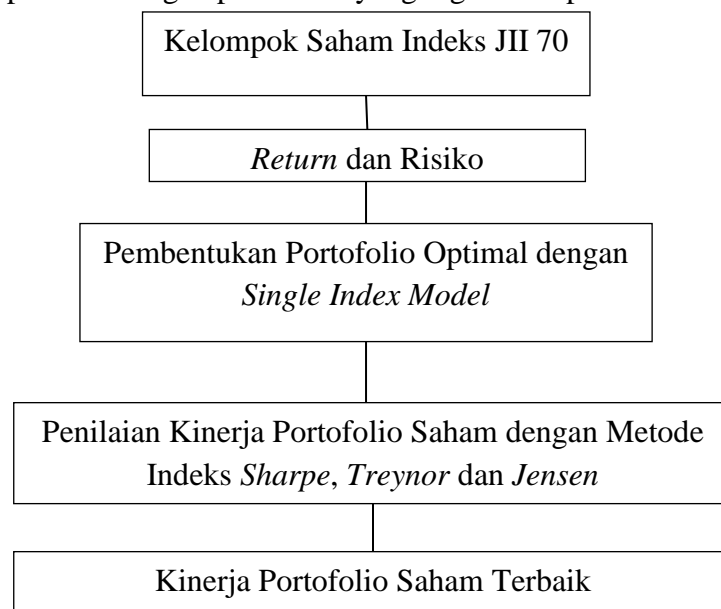 Kelompok Saham Indeks JII 70
Return dan Risiko
Pembentukan Portofolio Optimal dengan
Single Index Model
Penilaian Kinerja Portofolio Saham dengan Metode
Indeks Sharpe, Treynor dan Jensen
Kinerja Portofolio Saham Terbaik